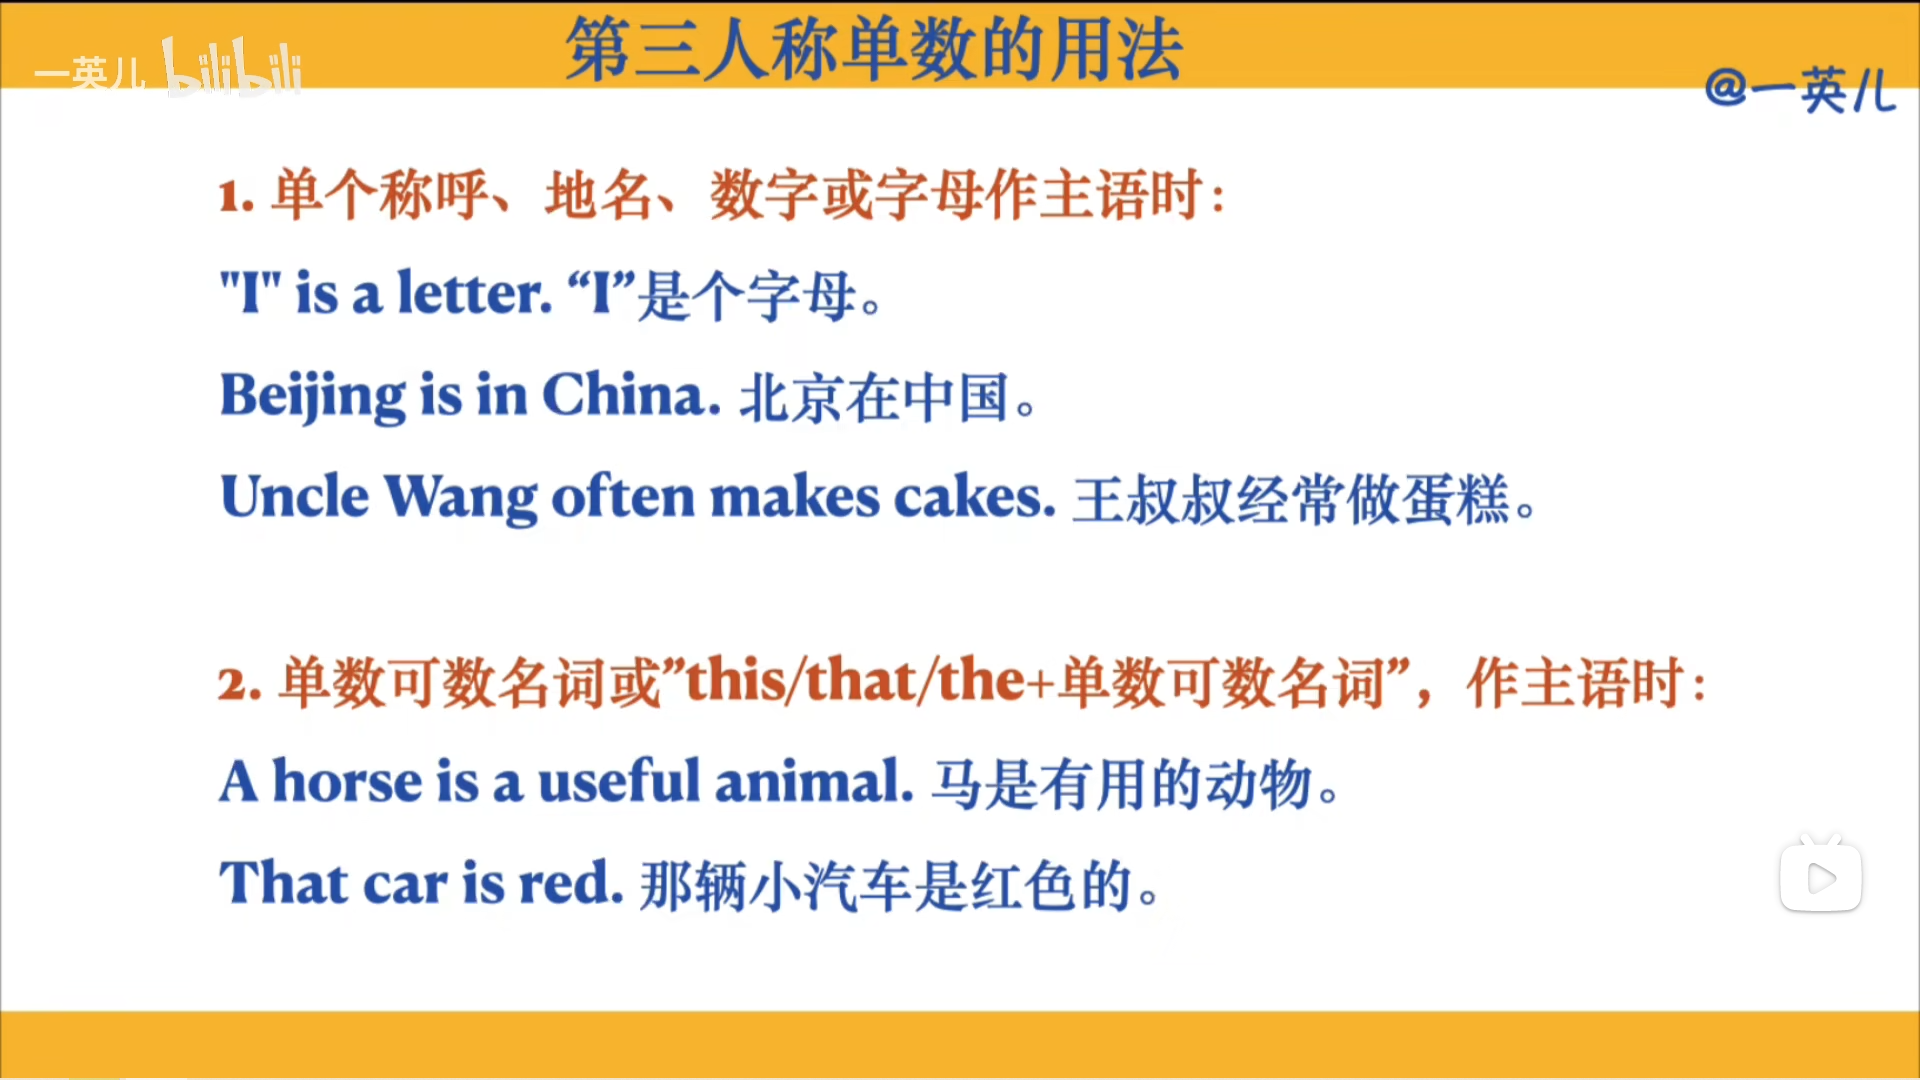 第三人称单数的用法
一英儿 bilibili
@一英儿
1. 单个称呼、地名、数字或字母作主语时：
"I" is a letter. “I”是个字母。
Beijing is in China. 北京在中国。
Uncle Wang often makes cakes. 王叔叔经常做蛋糕。
2. 单数可数名词或”this/that/the+单数可数名词”，作主语时：
A horse is a useful animal. 马是有用的动物。
That car is red. 那辆小汽车是红色的。